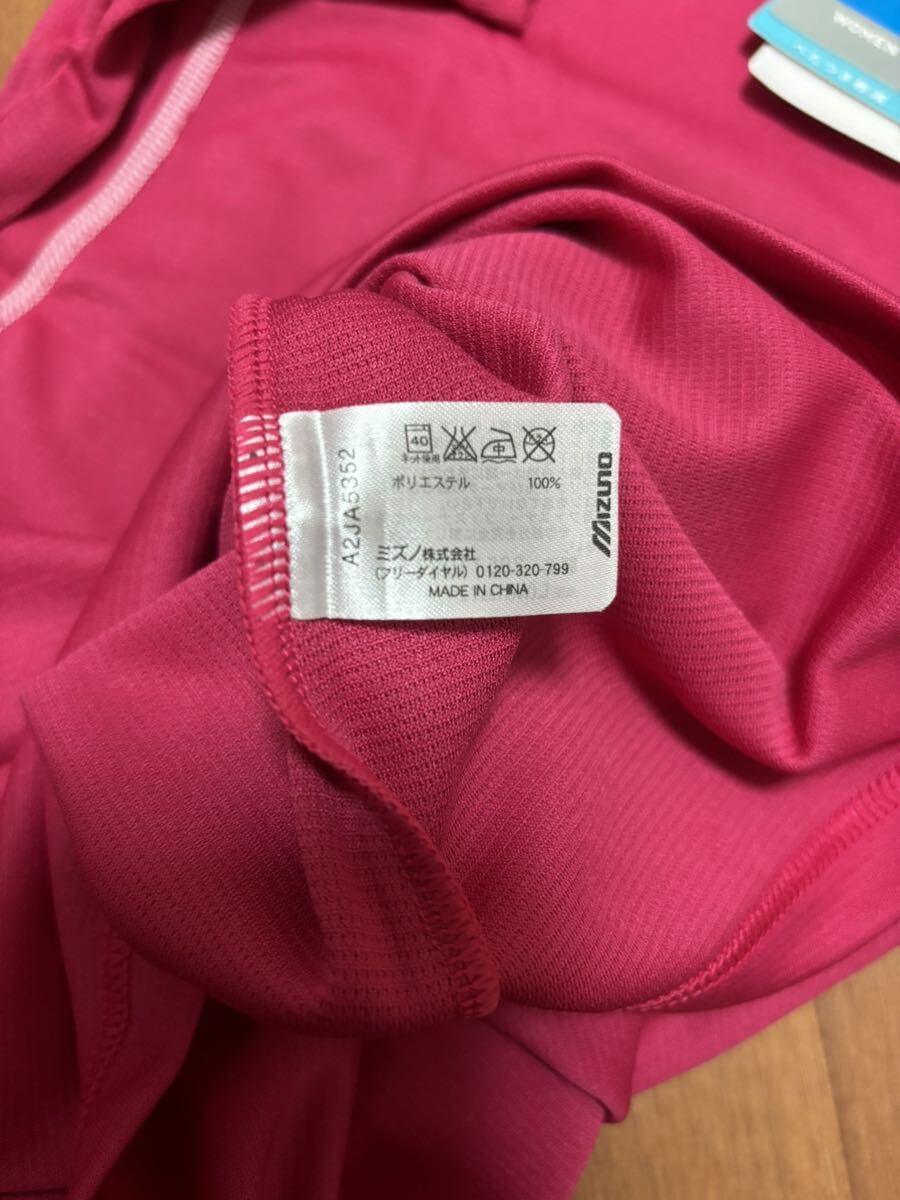 WOMEN
A2JA5352
40
ネット使用
中
ポリエステル 100%
ミズノ株式会社
(フリーダイヤル) 0120-320-799
MADE IN CHINA
Mizuno